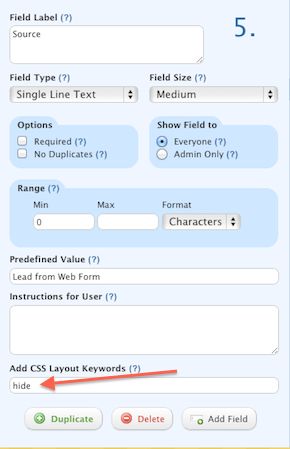 Field Label (?)
5.
Source
Field Type (?) Field Size (?)
Single Line Text Medium
Options Show Field to
Required (?) Everyone (?)
No Duplicates (?) Admin Only (?)
Range (?)
Min Max Format
0 Characters
Predefined Value (?)
Lead from Web Form
Instructions for User (?)
Add CSS Layout Keywords (?)
hide
Duplicate Delete Add Field